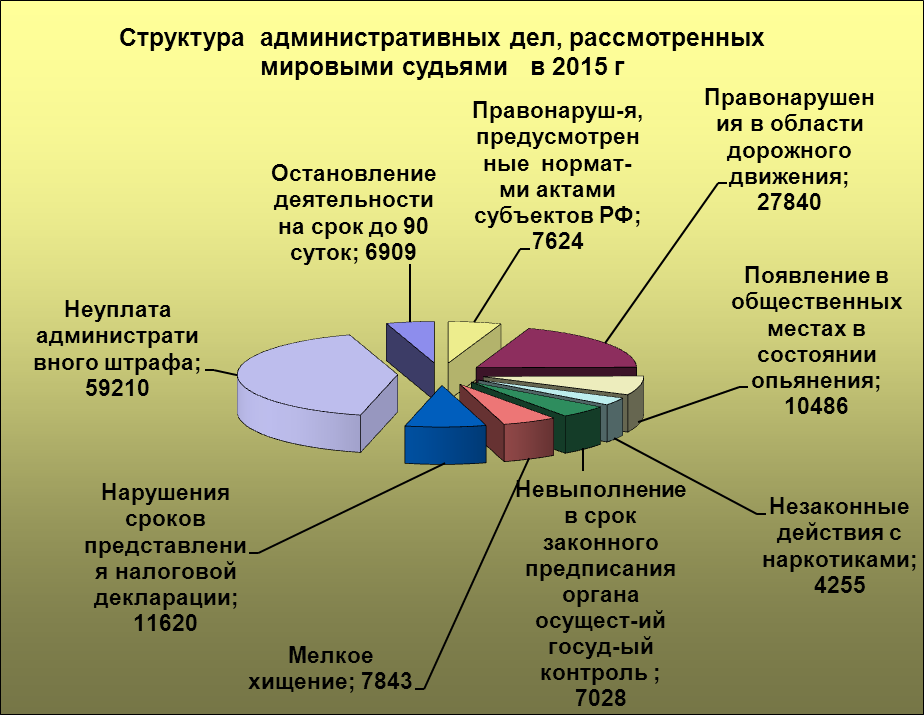 Структура административных дел, рассмотренных
мировыми судьями в 2015 г
Правонаруш-я,
предусмотрен
ные нормат-
ми актами
субъектов РФ;
7624
Правонарушен
ия в области
дорожного
движения;
27840
Остановление
деятельности
на срок до 90
суток; 6909
Появление в
общественных
местах в
состоянии
опьянения;
10486
Неуплата
администрати
вного штрафа;
59210
Нарушения
сроков
представлени
я налоговой
декларации;
11620
Невыполнение
в срок
законного
предписания
органа
осущест-ий
госуд-ый
контроль ;
7028
Незаконные
действия с
наркотиками;
4255
Мелкое
хищение; 7843